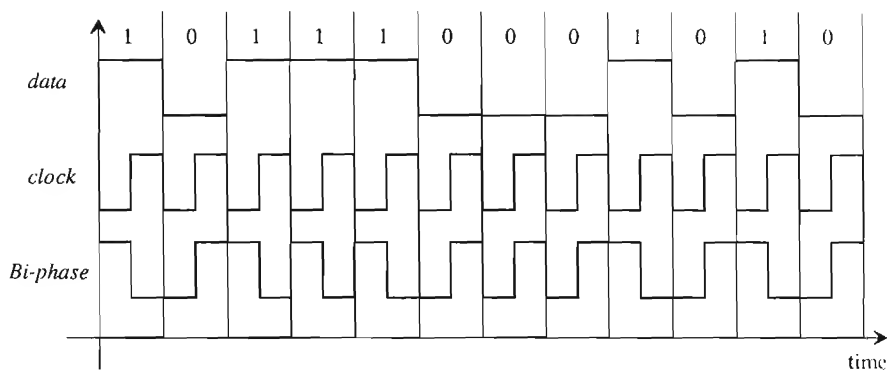 1 0 1 1 1 0 0 0 1 0 1 0
data
clock
Bi-phase
time